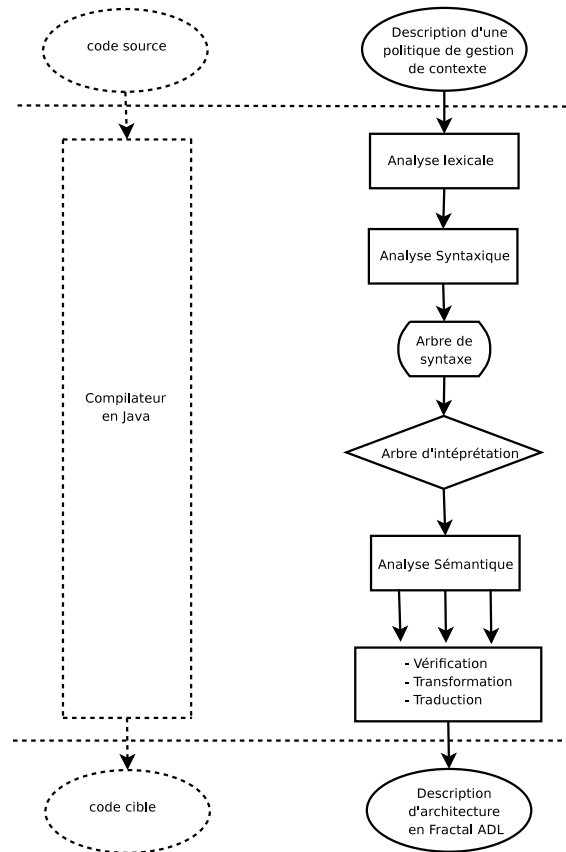 code source
Description d'une
politique de gestion
de contexte
Analyse lexicale
Analyse Syntaxique
Arbre de
syntaxe
Compilateur
en Java
Arbre d'intéprétation
Analyse Sémantique
- Vérification
- Transformation
- Traduction
code cible
Description
d'architecture
en Fractal ADL